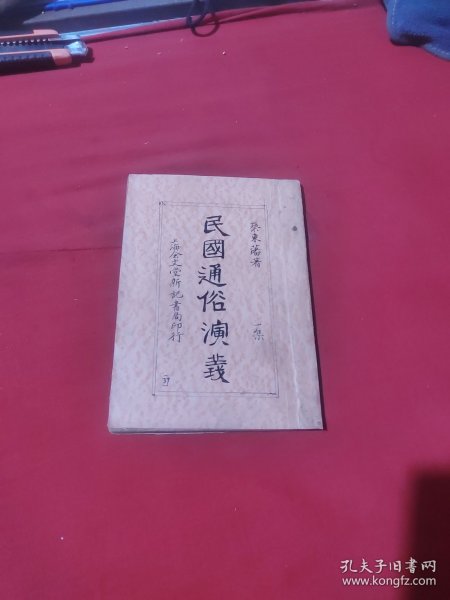 蔡東藩著
一集
民國通俗演義
上海会文堂新記書局印行
孔夫子旧书网
www.kongfz.com